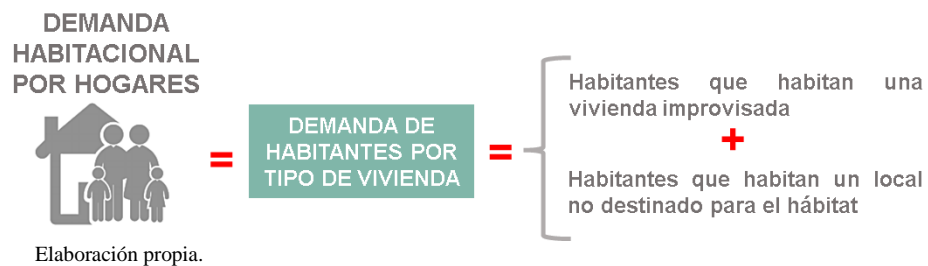 DEMANDA
HABITACIONAL
POR HOGARES
=
DEMANDA DE
HABITANTES POR
TIPO DE VIVIENDA
=
Habitantes que habitan una
vivienda improvisada
+
Habitantes que habitan un local
no destinado para el hábitat
Elaboración propia.